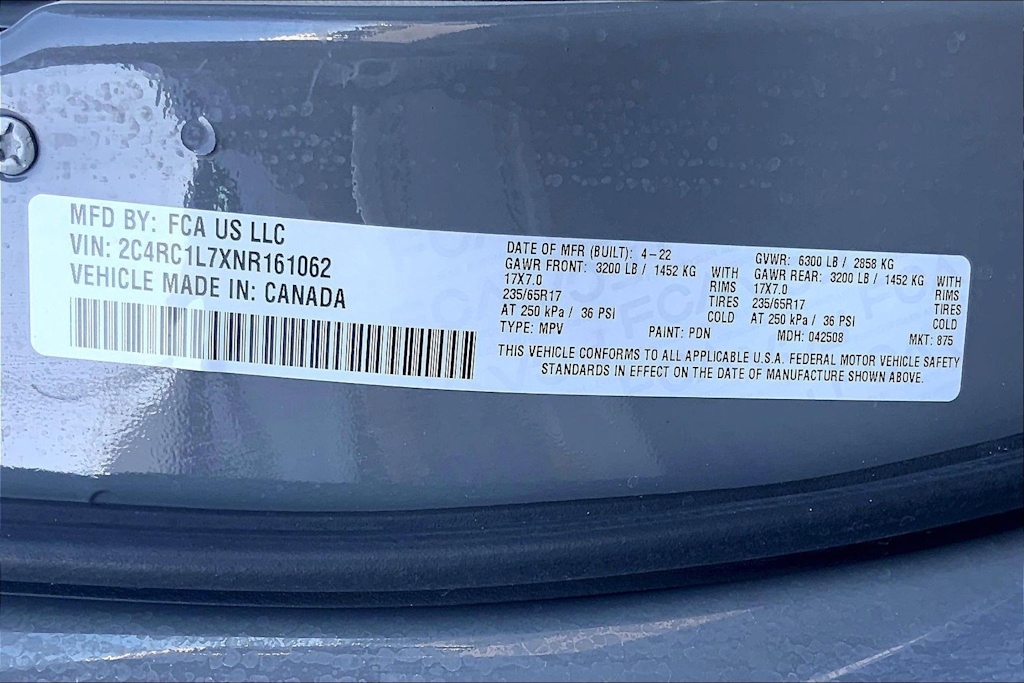 MFD BY: FCA US LLC
VIN: 2C4RC1L7XNR161062
VEHICLE MADE IN: CANADA
DATE OF MFR (BUILT): 4-22
GVWR: 6300 LB / 2858 KG
GAWR FRONT: 3200 LB / 1452 KG WITH
17X7.0 RIMS
235/65R17 TIRES
AT 250 kPa / 36 PSI COLD
GAWR REAR: 3200 LB / 1452 KG WITH
17X7.0 RIMS
235/65R17 TIRES
AT 250 kPa / 36 PSI COLD
TYPE: MPV PAINT: PDN MDH: 042508 MKT: 875
THIS VEHICLE CONFORMS TO ALL APPLICABLE U.S.A. FEDERAL MOTOR VEHICLE SAFETY
STANDARDS IN EFFECT ON THE DATE OF MANUFACTURE SHOWN ABOVE.